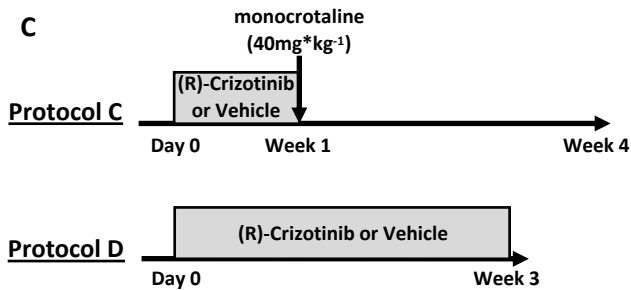 C
monocrotaline
(40mg*kg-1)
(R)-Crizotinib
or Vehicle
Protocol C
Day 0
Week 1
Week 4
(R)-Crizotinib or Vehicle
Protocol D
Day 0
Week 3